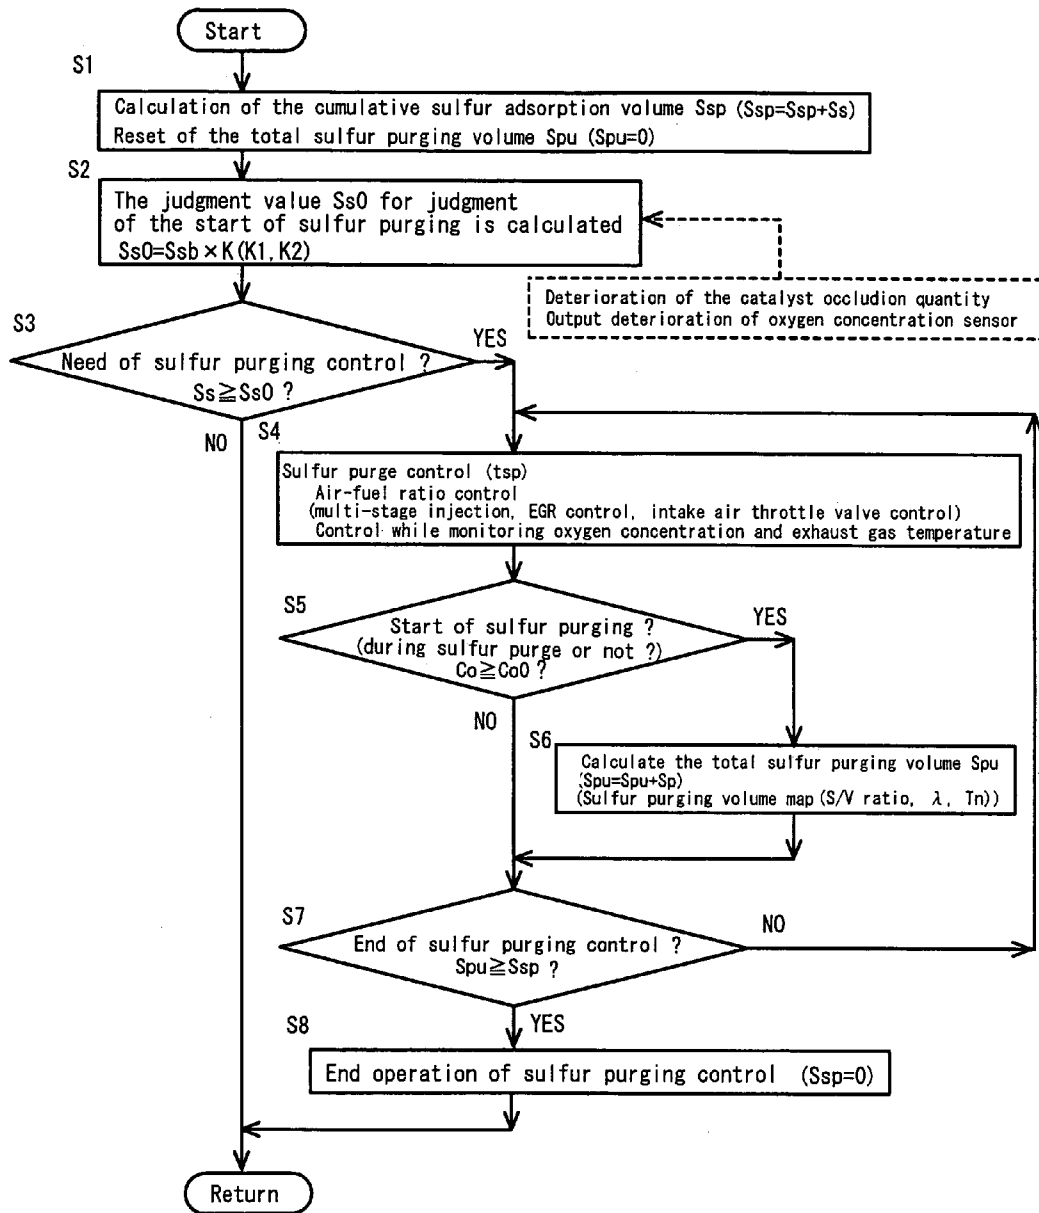 Start
S1
Calculation of the cumulative sulfur adsorption volume Ssp (Ssp=Ssp+Ss)
Reset of the total sulfur purging volume Spu (Spu=0)
S2
The judgment value Ss0 for judgment
of the start of sulfur purging is calculated
Ss0=Ssb×K(K1,K2)
Deterioration of the catalyst occludion quantity
Output deterioration of oxygen concentration sensor
S3
Need of sulfur purging control ?
Ss≧Ss0 ?
YES
NO
S4
Sulfur purge control (tsp)
Air-fuel ratio control
(multi-stage injection, EGR control, intake air throttle valve control)
Control while monitoring oxygen concentration and exhaust gas temperature
S5
Start of sulfur purging ?
(during sulfur purge or not ?)
Co≧Co0 ?
YES
NO
S6
Calculate the total sulfur purging volume Spu
(Spu=Spu+Sp)
(Sulfur purging volume map (S/V ratio, λ, Tn))
S7
End of sulfur purging control ?
Spu≧Ssp ?
NO
YES
S8
End operation of sulfur purging control (Ssp=0)
Return